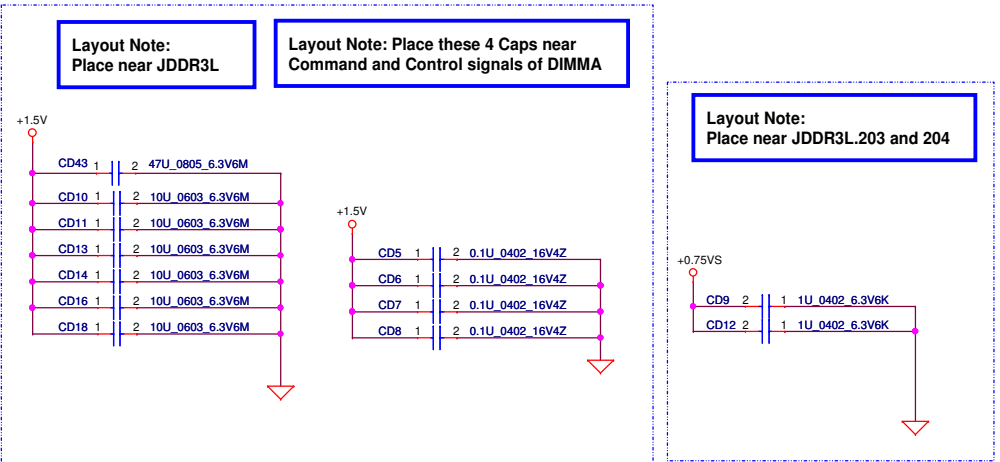 Layout Note:
Place near JDDR3L
Layout Note: Place these 4 Caps near
Command and Control signals of DIMMA
+1.5V
CD43 1 2 47U_0805_6.3V6M
CD10 1 2 10U_0603_6.3V6M
CD11 1 2 10U_0603_6.3V6M
CD13 1 2 10U_0603_6.3V6M
CD14 1 2 10U_0603_6.3V6M
CD16 1 2 10U_0603_6.3V6M
CD18 1 2 10U_0603_6.3V6M
+1.5V
CD5 1 2 0.1U_0402_16V4Z
CD6 1 2 0.1U_0402_16V4Z
CD7 1 2 0.1U_0402_16V4Z
CD8 1 2 0.1U_0402_16V4Z
Layout Note:
Place near JDDR3L.203 and 204
+0.75VS
CD9 2 1 1U_0402_6.3V6K
CD12 2 1 1U_0402_6.3V6K